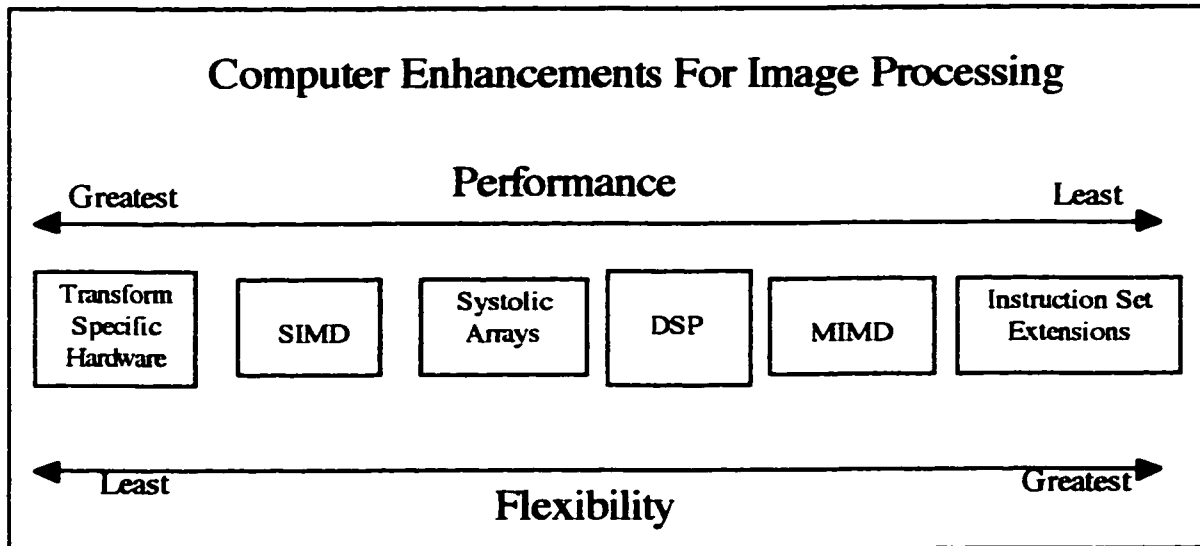 Computer Enhancements For Image Processing
Performance
Greatest
Least
Transform
Specific
Hardware
SIMD
Systolic
Arrays
DSP
MIMD
Instruction Set
Extensions
Least
Greatest
Flexibility